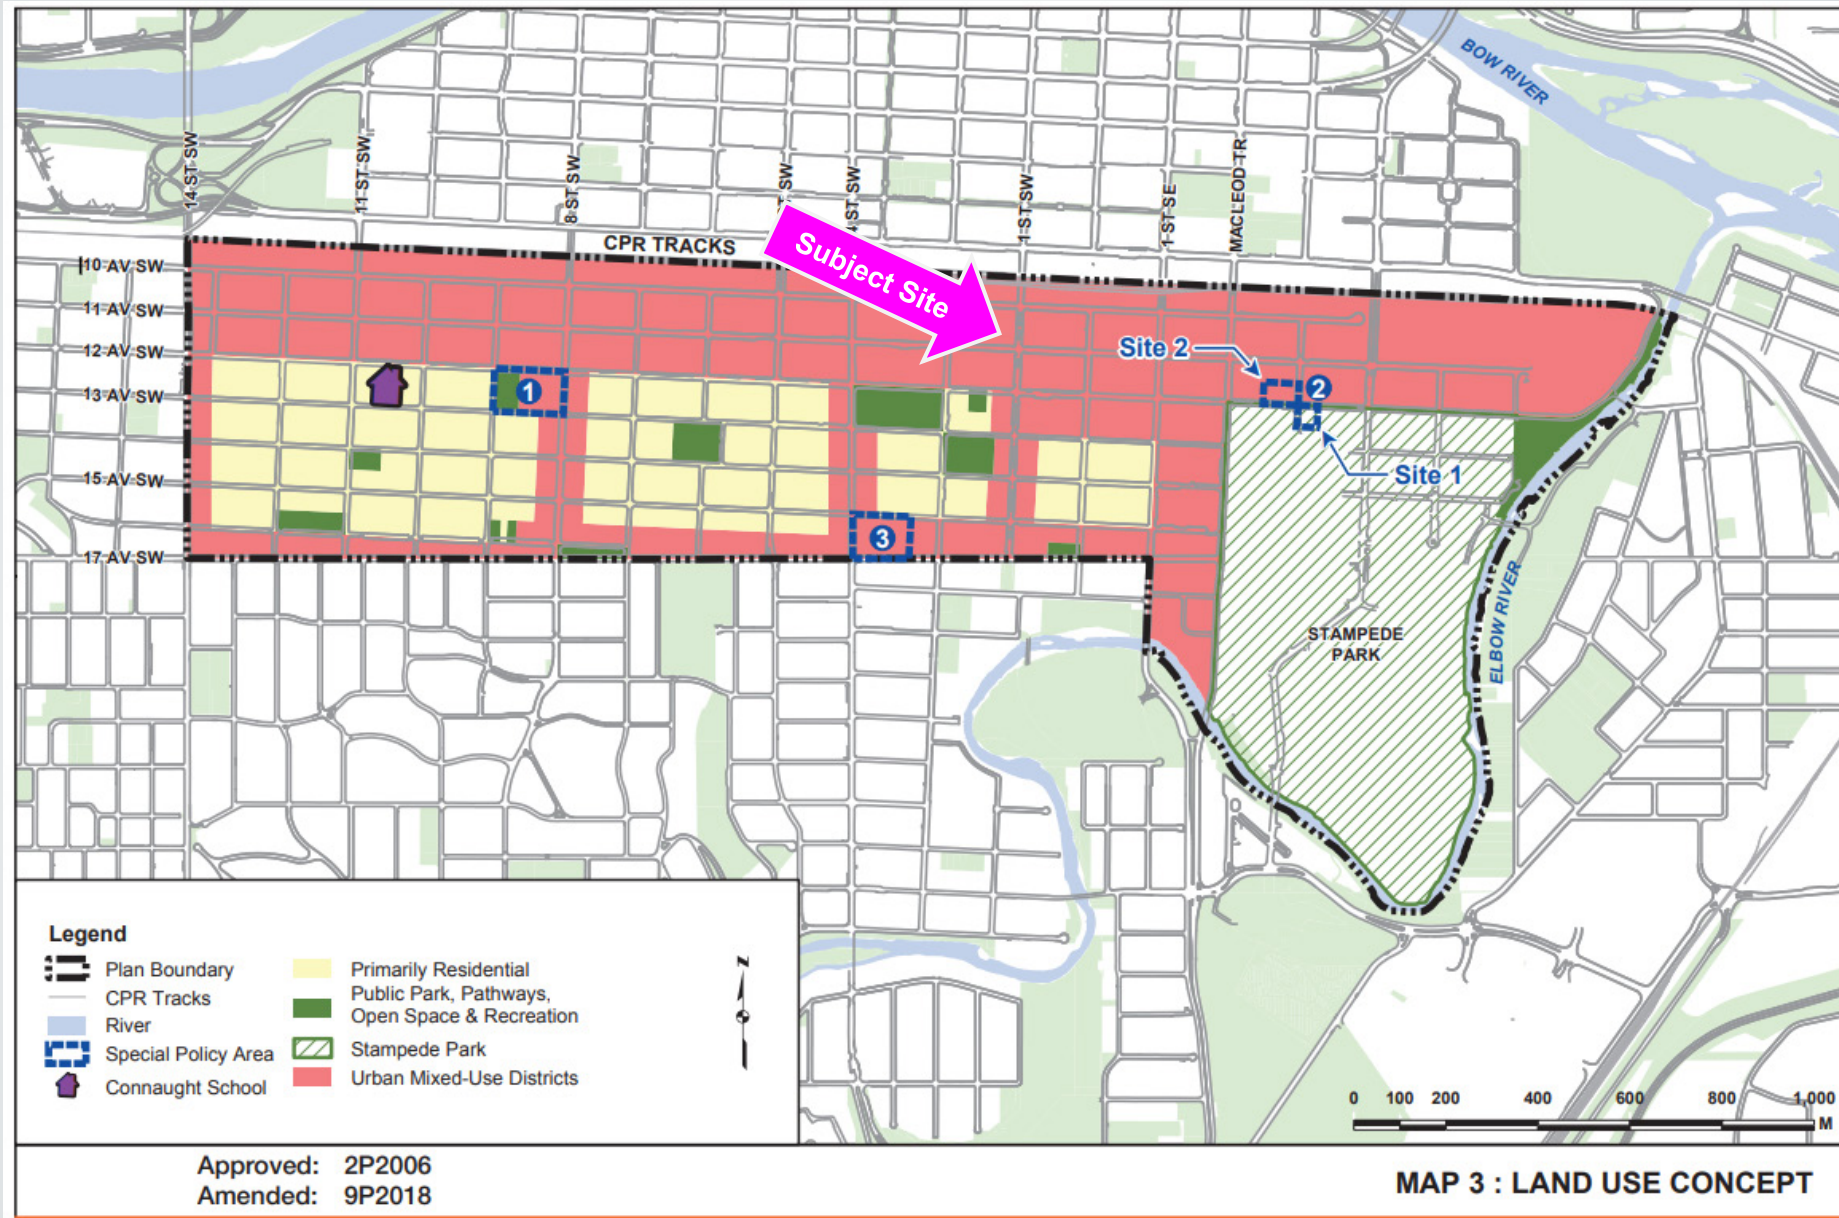 BOW RIVER
14 ST SW
11 ST SW
8 ST SW
ST SW
ST SW
1 ST SW
1 ST SE
MACLEOD TR
CPR TRACKS
Subject Site
10 AV SW
11 AV SW
12 AV SW
13 AV SW
15 AV SW
17 AV SW
Site 2
1
2
Site 1
3
STAMPEDE
PARK
ELBOW RIVER
Legend
Plan Boundary
CPR Tracks
River
Special Policy Area
Connaught School
Primarily Residential
Public Park, Pathways,
Open Space & Recreation
Stampede Park
Urban Mixed-Use Districts
N
0 100 200 400 600 800 1,000
M
Approved: 2P2006
Amended: 9P2018
MAP 3 : LAND USE CONCEPT